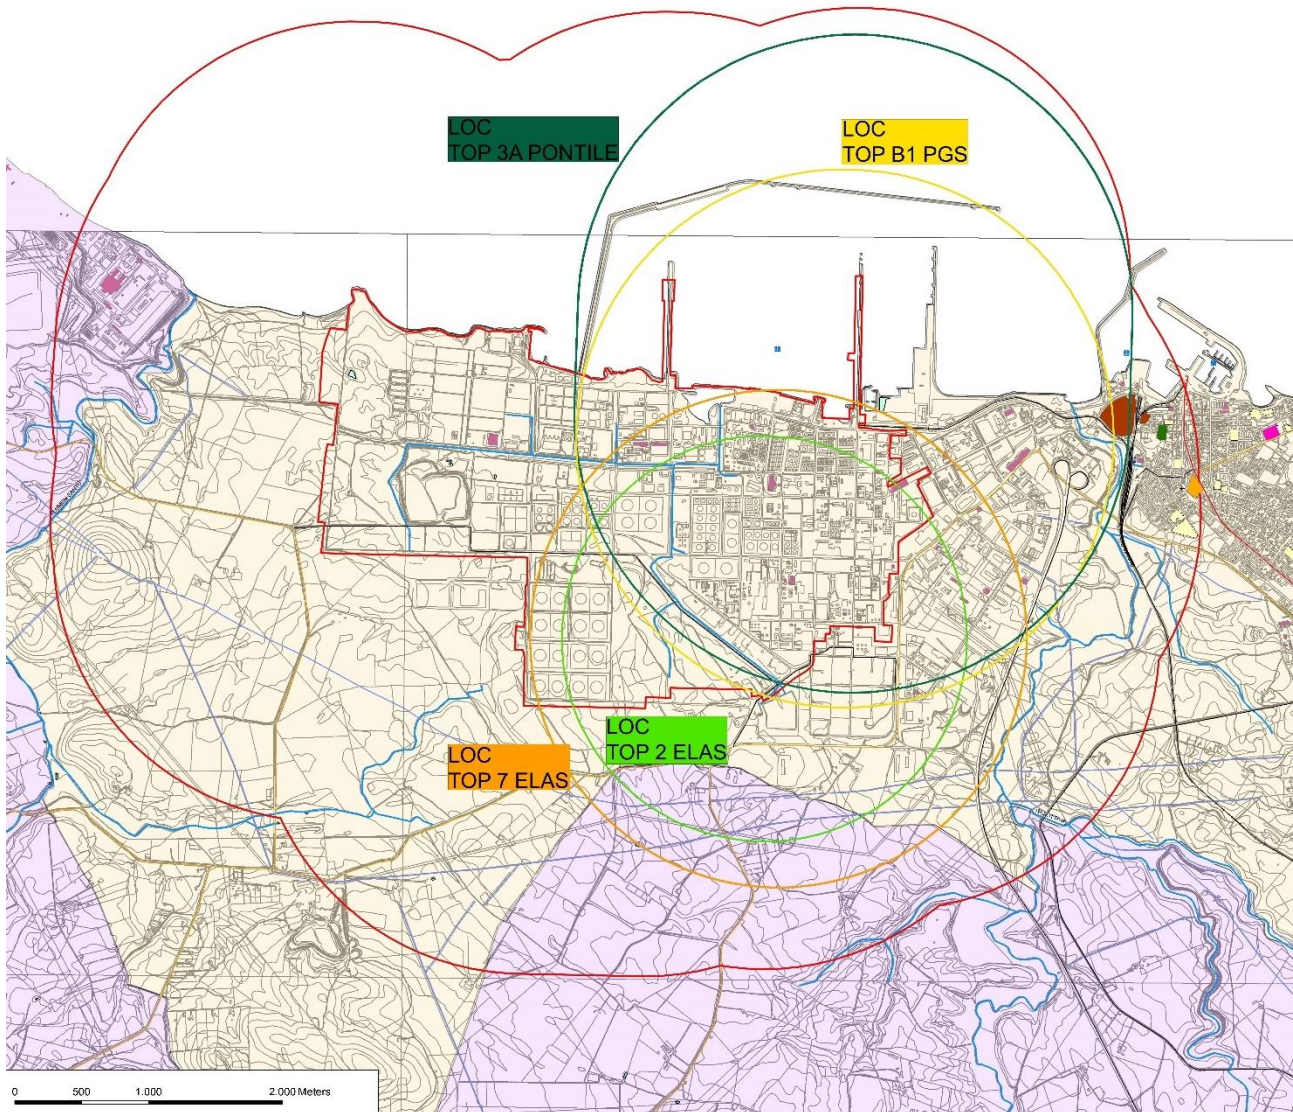 LOC
TOP 3A PONTILE
LOC
TOP B1 PGS
LOC
TOP 2 ELAS
LOC
TOP 7 ELAS
0 500 1.000 2.000 Meters